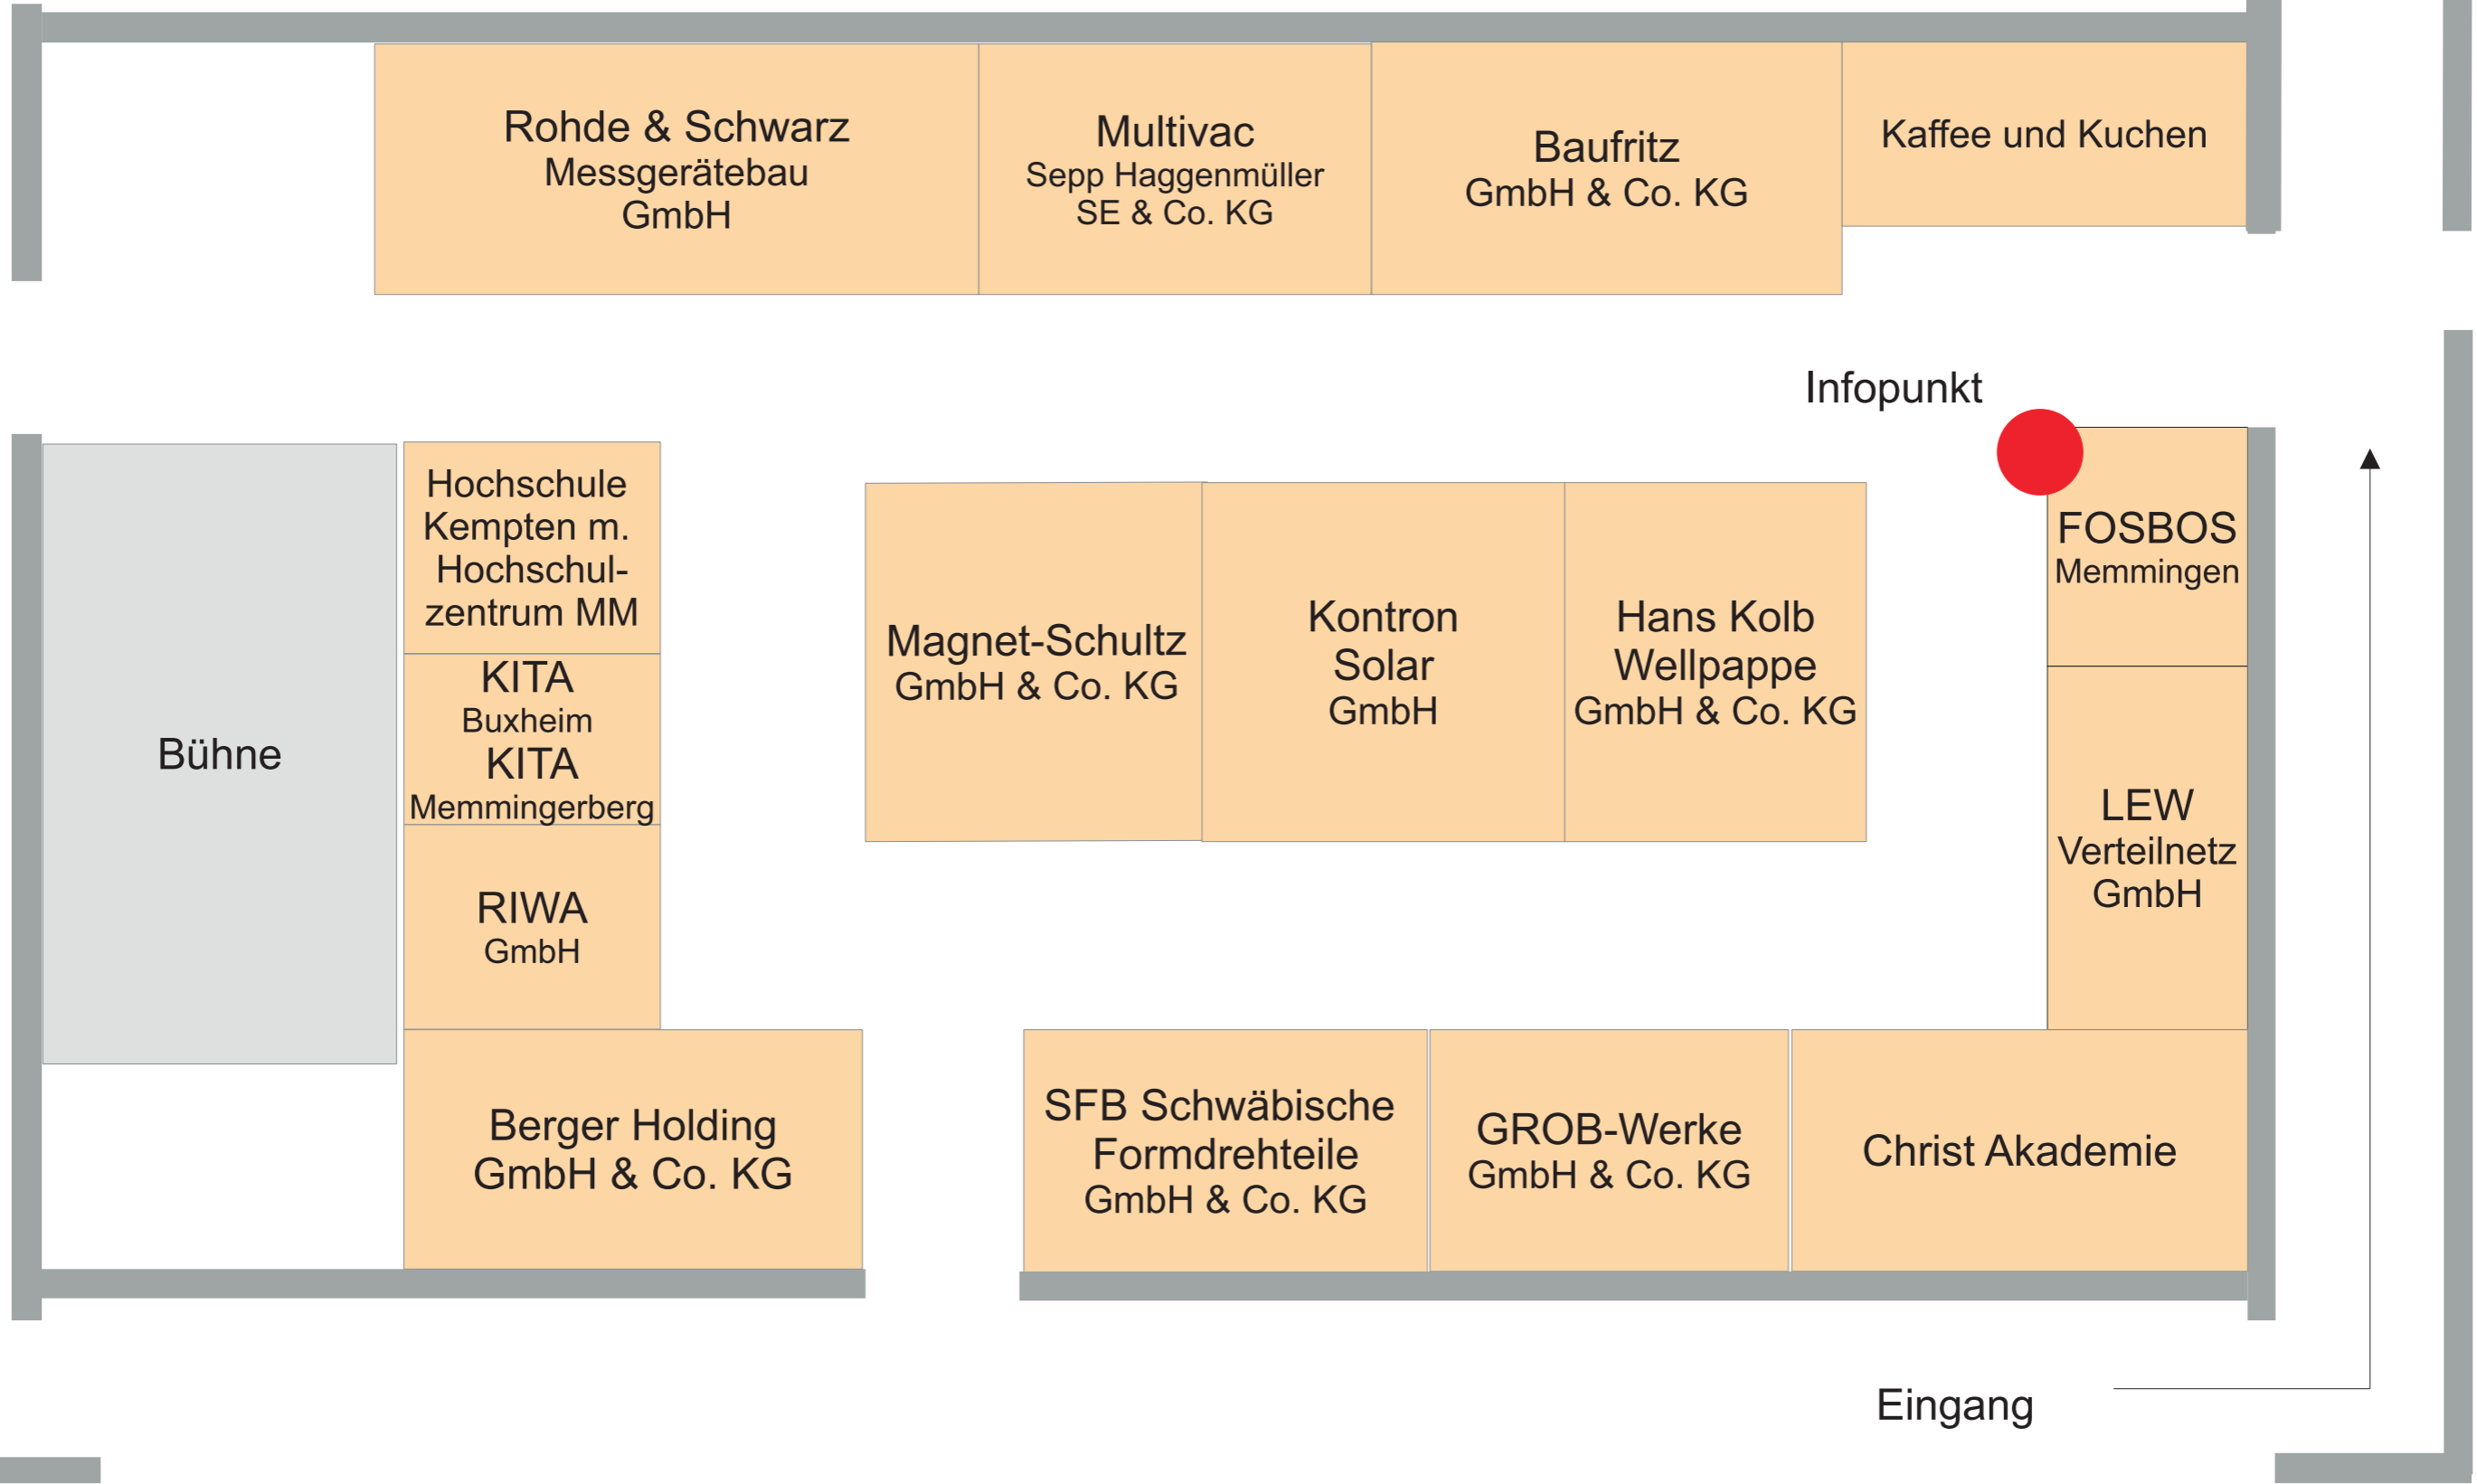 Rohde & Schwarz
Messgerätebau
GmbH
Multivac
Sepp Haggenmüller
SE & Co. KG
Baufritz
GmbH & Co. KG
Kaffee und Kuchen
Infopunkt
Bühne
Hochschule
Kempten m.
Hochschul-
zentrum MM
KITA
Buxheim
KITA
Memmingerberg
RIWA
GmbH
Magnet-Schultz
GmbH & Co. KG
Kontron
Solar
GmbH
Hans Kolb
Wellpappe
GmbH & Co. KG
FOSBOS
Memmingen
LEW
Verteilnetz
GmbH
Berger Holding
GmbH & Co. KG
SFB Schwäbische
Formdrehteile
GmbH & Co. KG
GROB-Werke
GmbH & Co. KG
Christ Akademie
Eingang